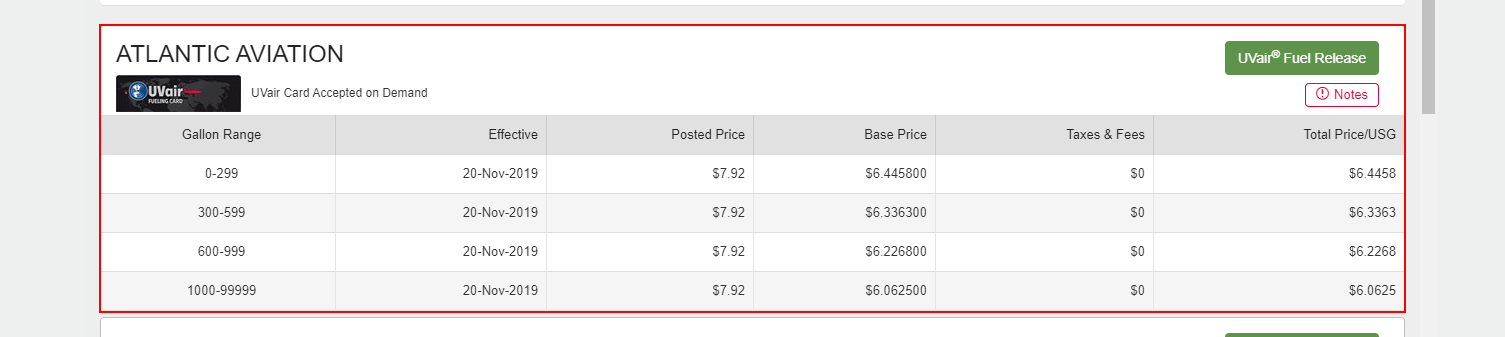 ATLANTIC AVIATION
UVair® Fuel Release
UVair
FUELING CARD
UVair Card Accepted on Demand
Notes
Gallon Range Effective Posted Price Base Price Taxes & Fees Total Price/USG
0-299 20-Nov-2019 $7.92 $6.445800 $0 $6.4458
300-599 20-Nov-2019 $7.92 $6.336300 $0 $6.3363
600-999 20-Nov-2019 $7.92 $6.226800 $0 $6.2268
1000-99999 20-Nov-2019 $7.92 $6.062500 $0 $6.0625